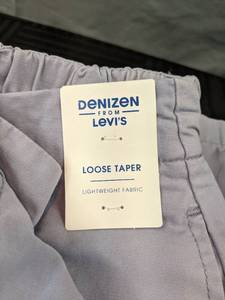 DENIZEN
FROM
LEVI'S
LOOSE TAPER
LIGHTWEIGHT FABRIC